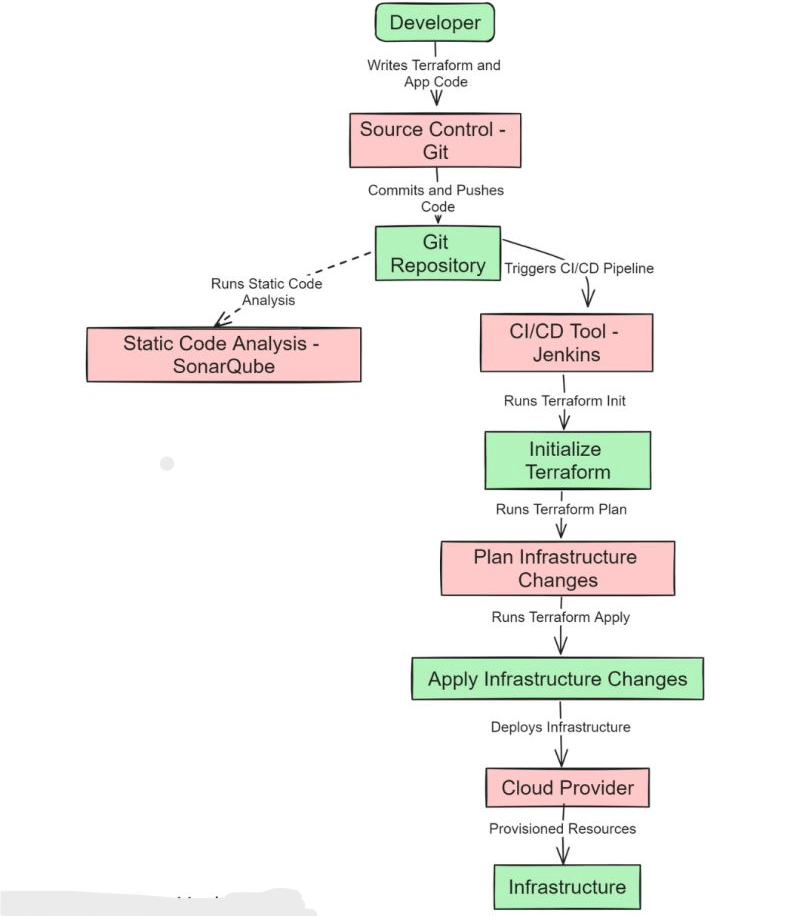 Developer
Writes Terraform and
App Code
Source Control -
Git
Commits and Pushes
Code
Git
Repository
Runs Static Code
Analysis
Triggers CI/CD Pipeline
Static Code Analysis -
SonarQube
CI/CD Tool -
Jenkins
Runs Terraform Init
Initialize
Terraform
Runs Terraform Plan
Plan Infrastructure
Changes
Runs Terraform Apply
Apply Infrastructure Changes
Deploys Infrastructure
Cloud Provider
Provisioned Resources
Infrastructure